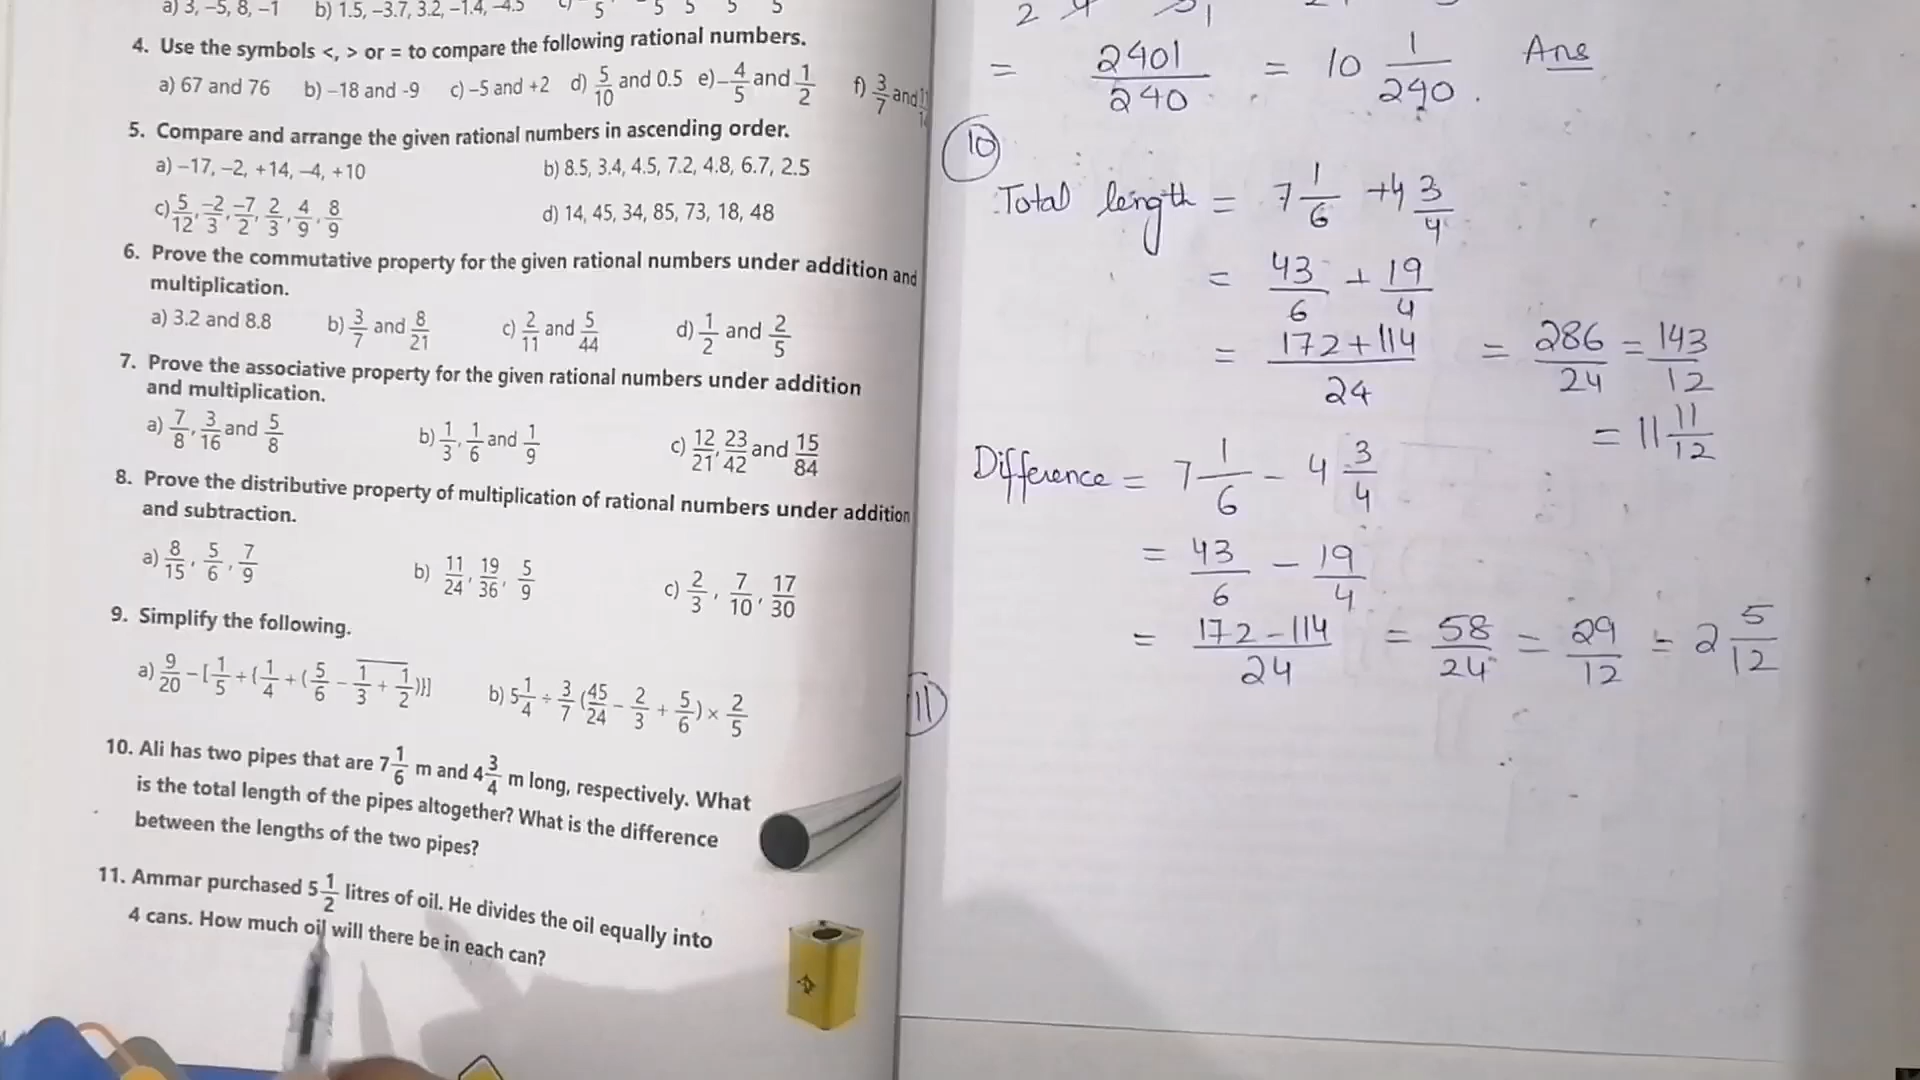 a) 3, –5, 8, –1 b) 1.5, –3.7, 3.2, –1.4, –4.5
4. Use the symbols <, > or = to compare the following rational numbers.
a) 67 and 76 b) –18 and -9 c) –5 and +2 d) 5/10 and 0.5 e) –4/5 and 1/2 f) 3/7 and
5. Compare and arrange the given rational numbers in ascending order.
a) –17, –2, +14, –4, +10 b) 8.5, 3.4, 4.5, 7.2, 4.8, 6.7, 2.5
c) 5/12, –2/3, –7/2, 2/3, 4/9, 8/9 d) 14, 45, 34, 85, 73, 18, 48
6. Prove the commutative property for the given rational numbers under addition and
multiplication.
a) 3.2 and 8.8 b) 3/7 and 8/21 c) 2/11 and 5/44 d) 1/2 and 2/5
7. Prove the associative property for the given rational numbers under addition
and multiplication.
a) 7/8, 3/16 and 5/8 b) 1/3, 1/6 and 1/9 c) 12/21, 23/42 and 15/84
8. Prove the distributive property of multiplication of rational numbers under addition
and subtraction.
a) 8/15, 5/6, 7/9 b) 11/24, 19/36, 5/9 c) 2/3, 7/10, 17/30
9. Simplify the following.
a) 9/20 – [1/5 + {1/4 + (5/6 – 1/3 + 1/2)}] b) 5 1/4 ÷ 3/7 (45/24 – 2/3 + 5/6) × 2/5
10. Ali has two pipes that are 7 1/6 m and 4 3/4 m long, respectively. What
is the total length of the pipes altogether? What is the difference
between the lengths of the two pipes?
11. Ammar purchased 5 1/2 litres of oil. He divides the oil equally into
4 cans. How much oil will there be in each can?
= 2401/240 = 10 1/240 Ans
10
Total length = 7 1/6 + 4 3/4
= 43/6 + 19/4
= 172+114/24 = 286/24 = 143/12
= 11 11/12
Difference = 7 1/6 – 4 3/4
= 43/6 – 19/4
= 172–114/24 = 58/24 = 29/12 = 2 5/12
11